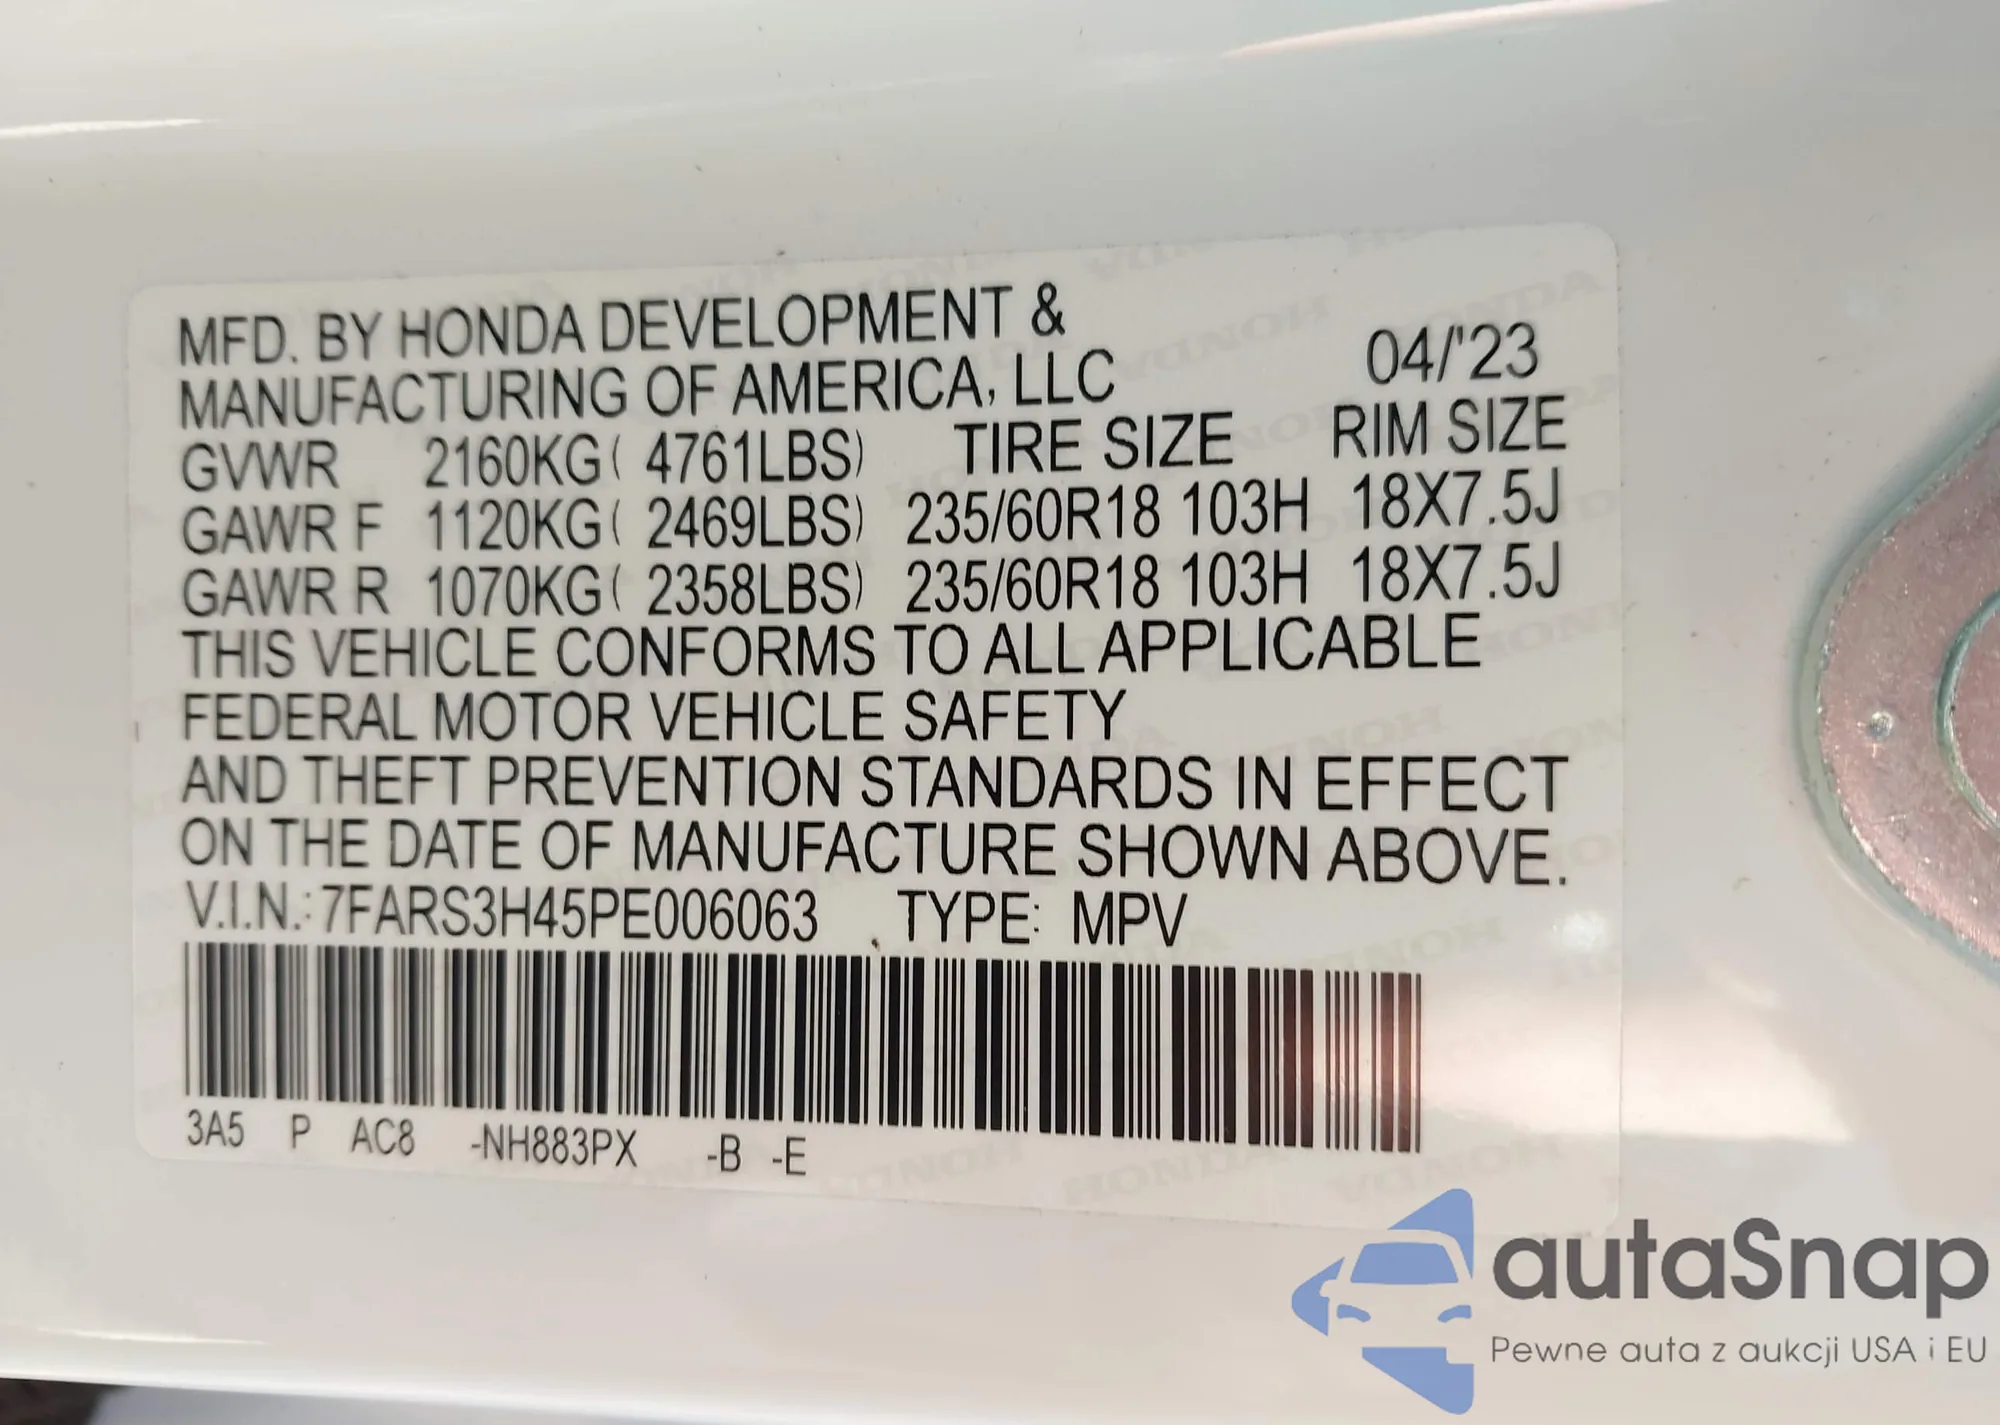 MFD. BY HONDA DEVELOPMENT &
MANUFACTURING OF AMERICA, LLC 04/'23
GVWR 2160KG( 4761LBS) TIRE SIZE RIM SIZE
GAWR F 1120KG( 2469LBS) 235/60R18 103H 18X7.5J
GAWR R 1070KG( 2358LBS) 235/60R18 103H 18X7.5J
THIS VEHICLE CONFORMS TO ALL APPLICABLE
FEDERAL MOTOR VEHICLE SAFETY
AND THEFT PREVENTION STANDARDS IN EFFECT
ON THE DATE OF MANUFACTURE SHOWN ABOVE.
V.I.N.: 7FARS3H45PE006063 TYPE: MPV
3A5 P AC8 -NH883PX -B -E
autaSnap
Pewne auta z aukcji USA i EU